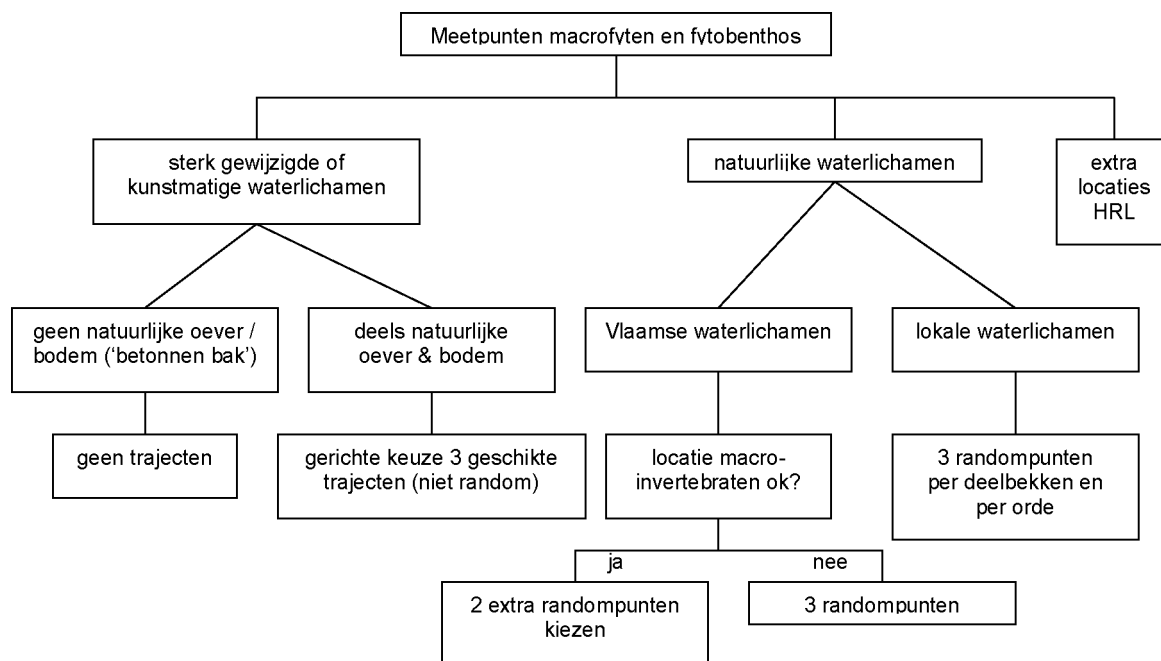 Meetpunten macrofyten en fytobenthos
sterk gewijzigde of
kunstmatige waterlichamen
natuurlijke waterlichamen
extra
locaties
HRL
geen natuurlijke oever /
bodem (‘betonnen bak’)
deels natuurlijke
oever & bodem
Vlaamse waterlichamen
lokale waterlichamen
geen trajecten
gerichte keuze 3 geschikte
trajecten (niet random)
locatie macro-
invertebraten ok?
3 randompunten
per deelbekken en
per orde
ja
nee
2 extra randompunten
kiezen
3 randompunten